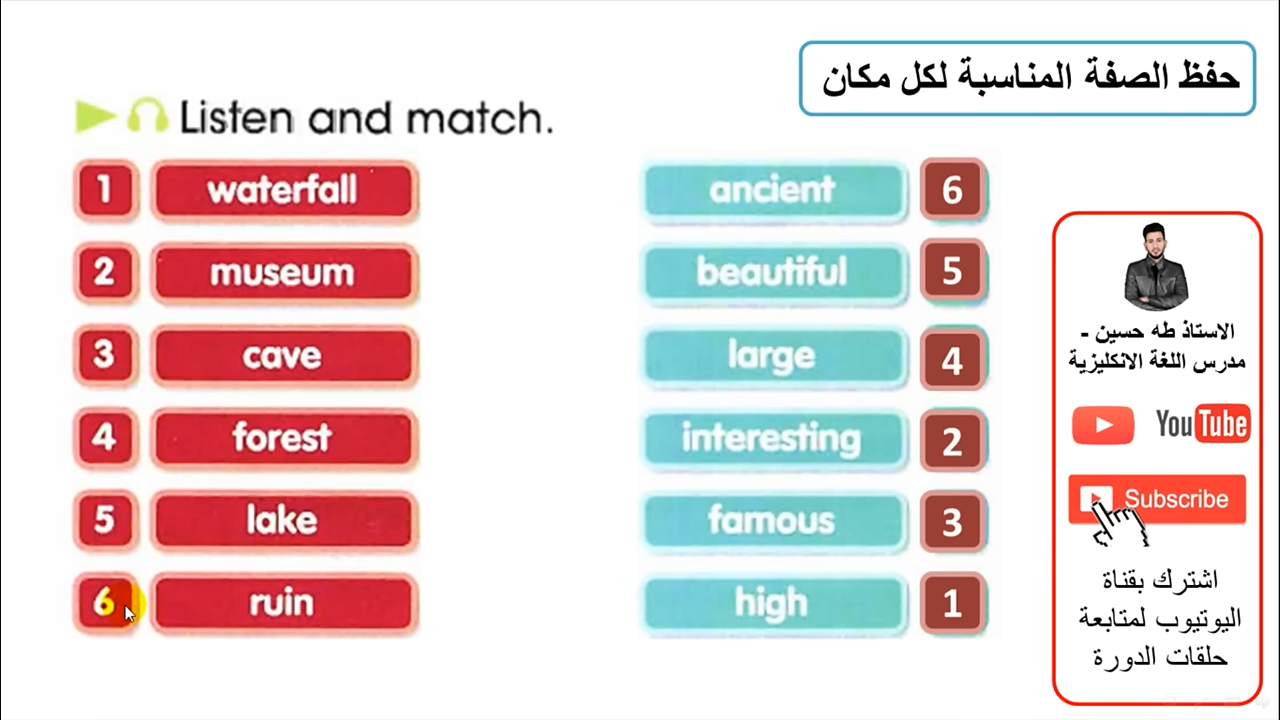 حفظ الصفة المناسبة لكل مكان
Listen and match.
1 waterfall ancient 6
2 museum beautiful 5
3 cave large 4
4 forest interesting 2
5 lake famous 3
6 ruin high 1
الاستاذ طه حسين -
مدرس اللغة الانكليزية
YouTube
Subscribe
اشترك بقناة
اليوتيوب لمتابعة
حلقات الدورة